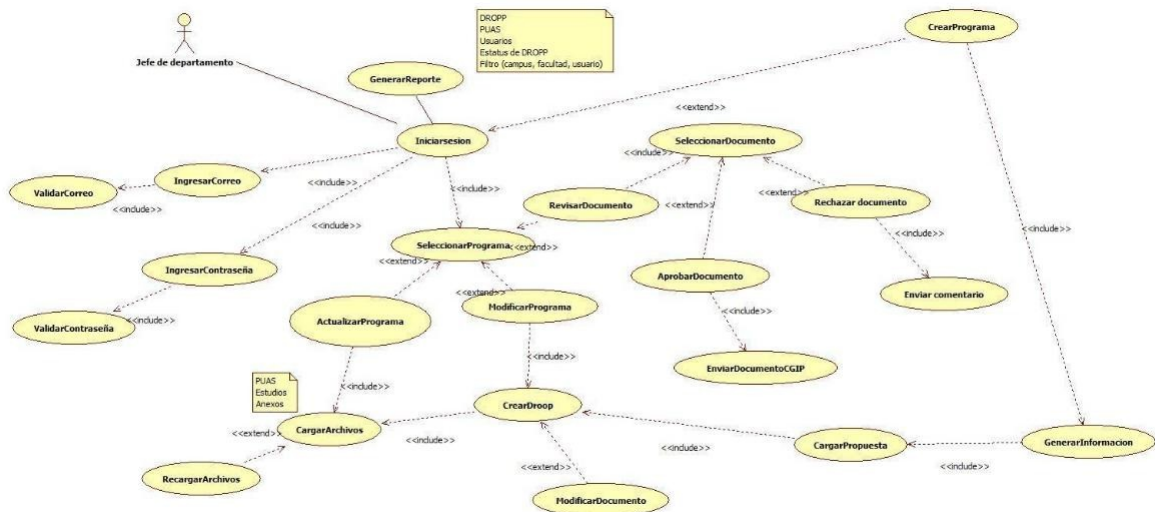 DROPP
PUAS
Usuarios
Estatus de DROPP
Filtro (campus, facultad, usuario)
CrearPrograma
Jefe de departamento
GenerarReporte
<<extend>>
Iniciarsesion
SeleccionarDocumento
<<include>>
IngresarCorreo
<<include>>
ValidarCorreo
<<include>>
<<include>>
<<extend>>
RevisarDocumento
Rechazar documento
<<extend>>
<<include>>
<<include>>
<<include>>
SeleccionarPrograma
<<extend>>
<<extend>>
IngresarContraseña
AprobarDocumento
<<extend>>
Enviar comentario
ModificarPrograma
ActualizarPrograma
<<include>>
ValidarContraseña
<<include>>
<<include>>
EnviarDocumentoCGIP
PUAS
Estudios
Anexos
<<include>>
CrearDroop
<<extend>>
CargarArchivos
<<include>>
<<include>>
CargarPropuesta
GenerarInformacion
<<include>>
<<extend>>
RecargarArchivos
ModificarDocumento